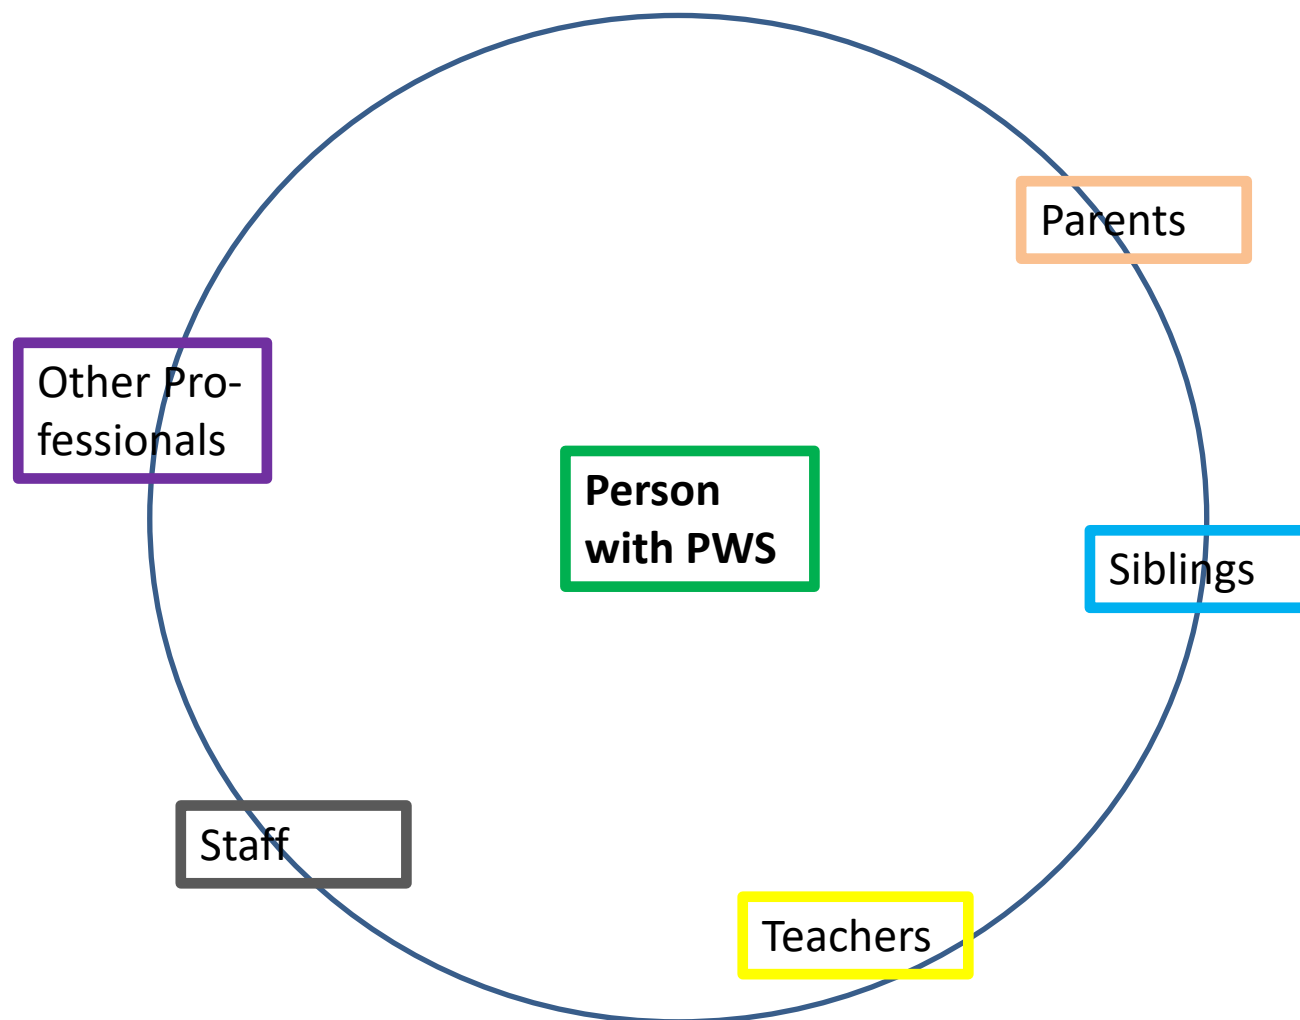 Parents
Other Pro-
fessionals
Person
with PWS
Siblings
Staff
Teachers